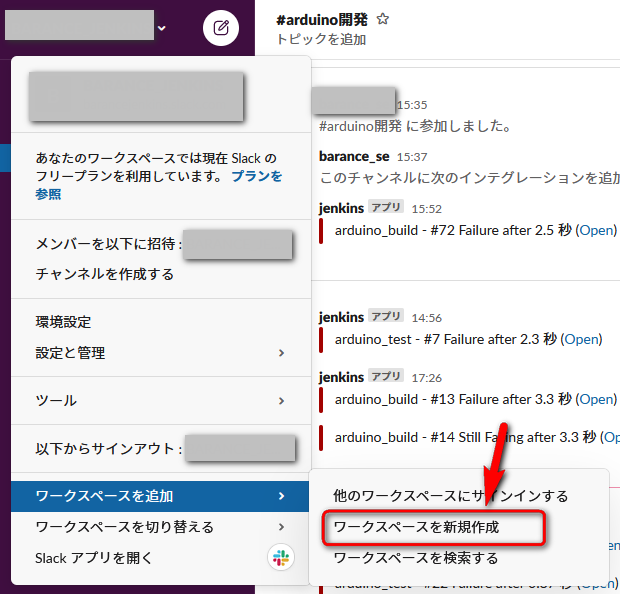 #arduino開発
トピックを追加
あなたのワークスペースでは現在 Slack の
フリープランを利用しています。 プランを
参照
メンバーを以下に招待 :
チャンネルを作成する
環境設定
設定と管理
ツール
以下からサインアウト :
ワークスペースを追加
ワークスペースを切り替える
Slack アプリを開く
15:35
#arduino開発 に参加しました。
barance_se 15:37
このチャンネルに次のインテグレーションを追加
jenkins アプリ 15:52
arduino_build - #72 Failure after 2.5 秒 (Open)
jenkins アプリ 14:56
arduino_test - #7 Failure after 2.3 秒 (Open)
jenkins アプリ 17:26
arduino_build - #13 Failure after 3.3 秒 (Open)
arduino_build - #14 Still Failing after 3.3 秒
他のワークスペースにサインインする
ワークスペースを新規作成
ワークスペースを検索する